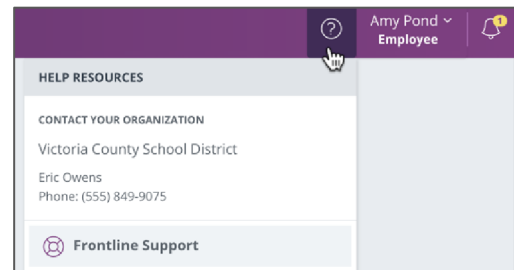 Amy Pond
Employee
1
HELP RESOURCES
CONTACT YOUR ORGANIZATION
Victoria County School District
Eric Owens
Phone: (555) 849-9075
Frontline Support